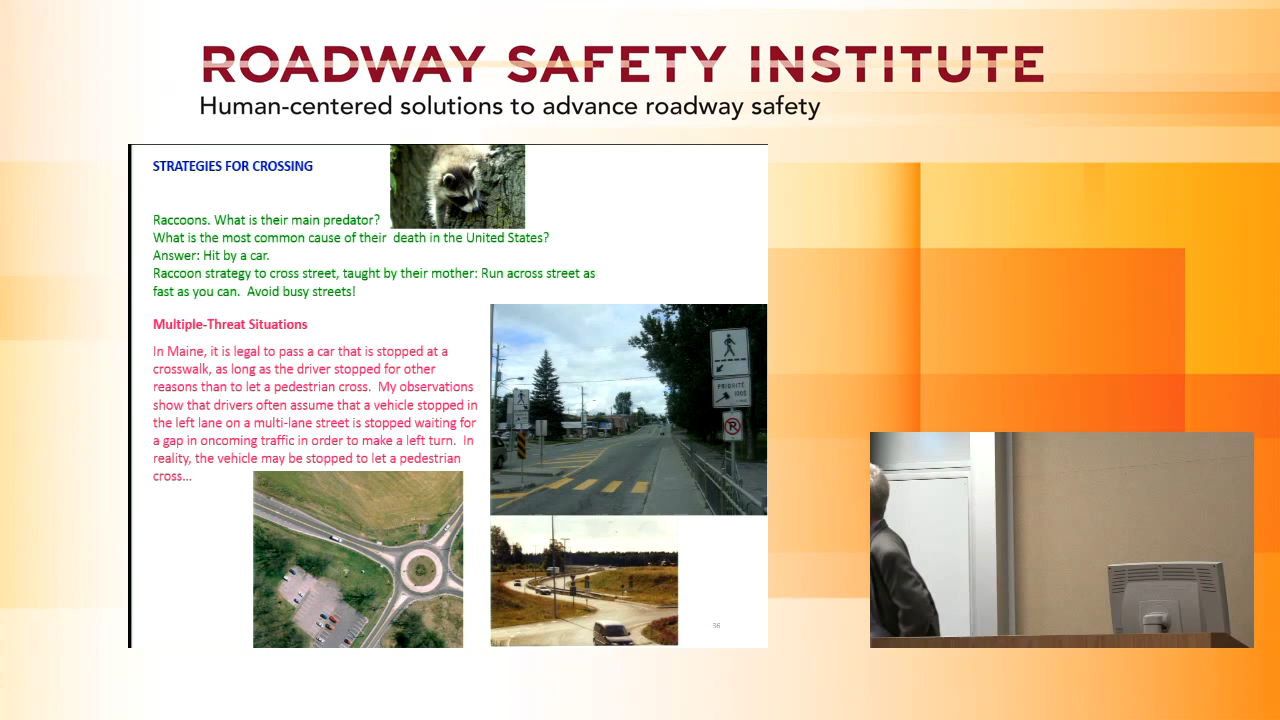 ROADWAY SAFETY INSTITUTE
Human-centered solutions to advance roadway safety
STRATEGIES FOR CROSSING
Raccoons. What is their main predator?
What is the most common cause of their death in the United States?
Answer: Hit by a car.
Raccoon strategy to cross street, taught by their mother: Run across street as
fast as you can. Avoid busy streets!
Multiple-Threat Situations
In Maine, it is legal to pass a car that is stopped at a
crosswalk, as long as the driver stopped for other
reasons than to let a pedestrian cross. My observations
show that drivers often assume that a vehicle stopped in
the left lane on a multi-lane street is stopped waiting for
a gap in oncoming traffic in order to make a left turn. In
reality, the vehicle may be stopped to let a pedestrian
cross...
PRIORITÉ
P
36